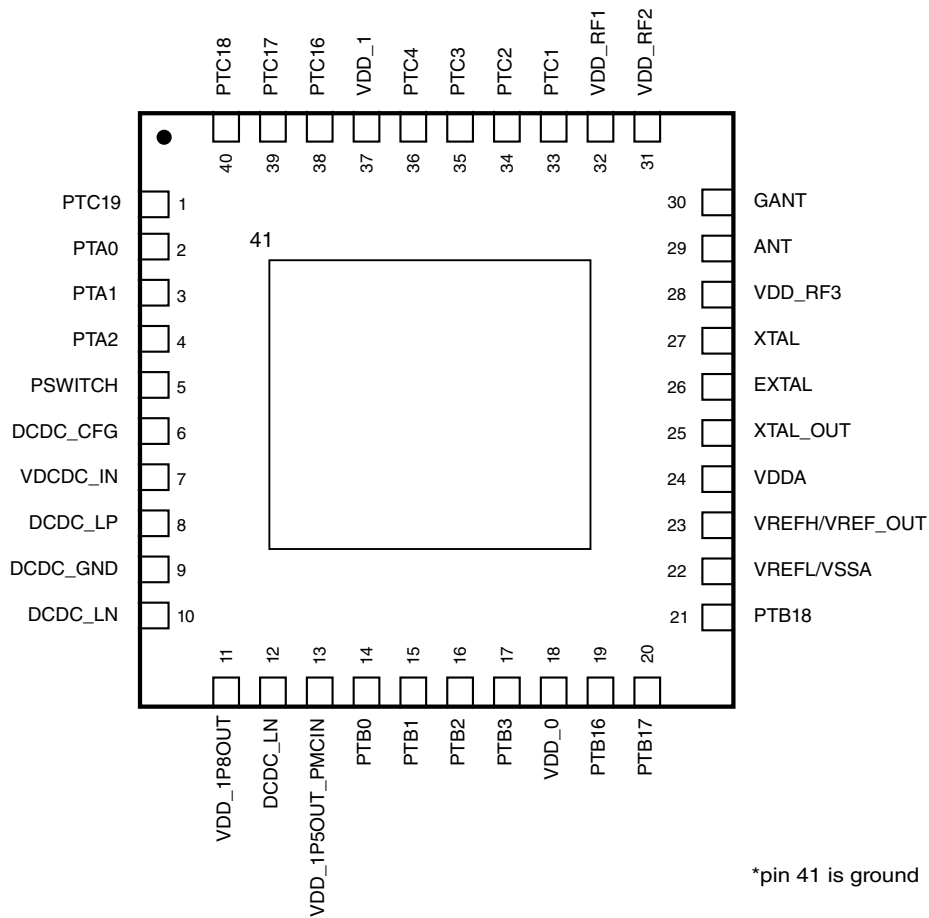 PTC18
PTC17
PTC16
VDD_1
PTC4
PTC3
PTC2
PTC1
VDD_RF1
VDD_RF2
40
39
38
37
36
35
34
33
32
31
PTC19 1
PTA0 2
PTA1 3
PTA2 4
PSWITCH 5
DCDC_CFG 6
VDCDC_IN 7
DCDC_LP 8
DCDC_GND 9
DCDC_LN 10
41
30 GANT
29 ANT
28 VDD_RF3
27 XTAL
26 EXTAL
25 XTAL_OUT
24 VDDA
23 VREFH/VREF_OUT
22 VREFL/VSSA
21 PTB18
11
12
13
14
15
16
17
18
19
20
VDD_1P8OUT
DCDC_LN
VDD_1P5OUT_PMCIN
PTB0
PTB1
PTB2
PTB3
VDD_0
PTB16
PTB17
*pin 41 is ground